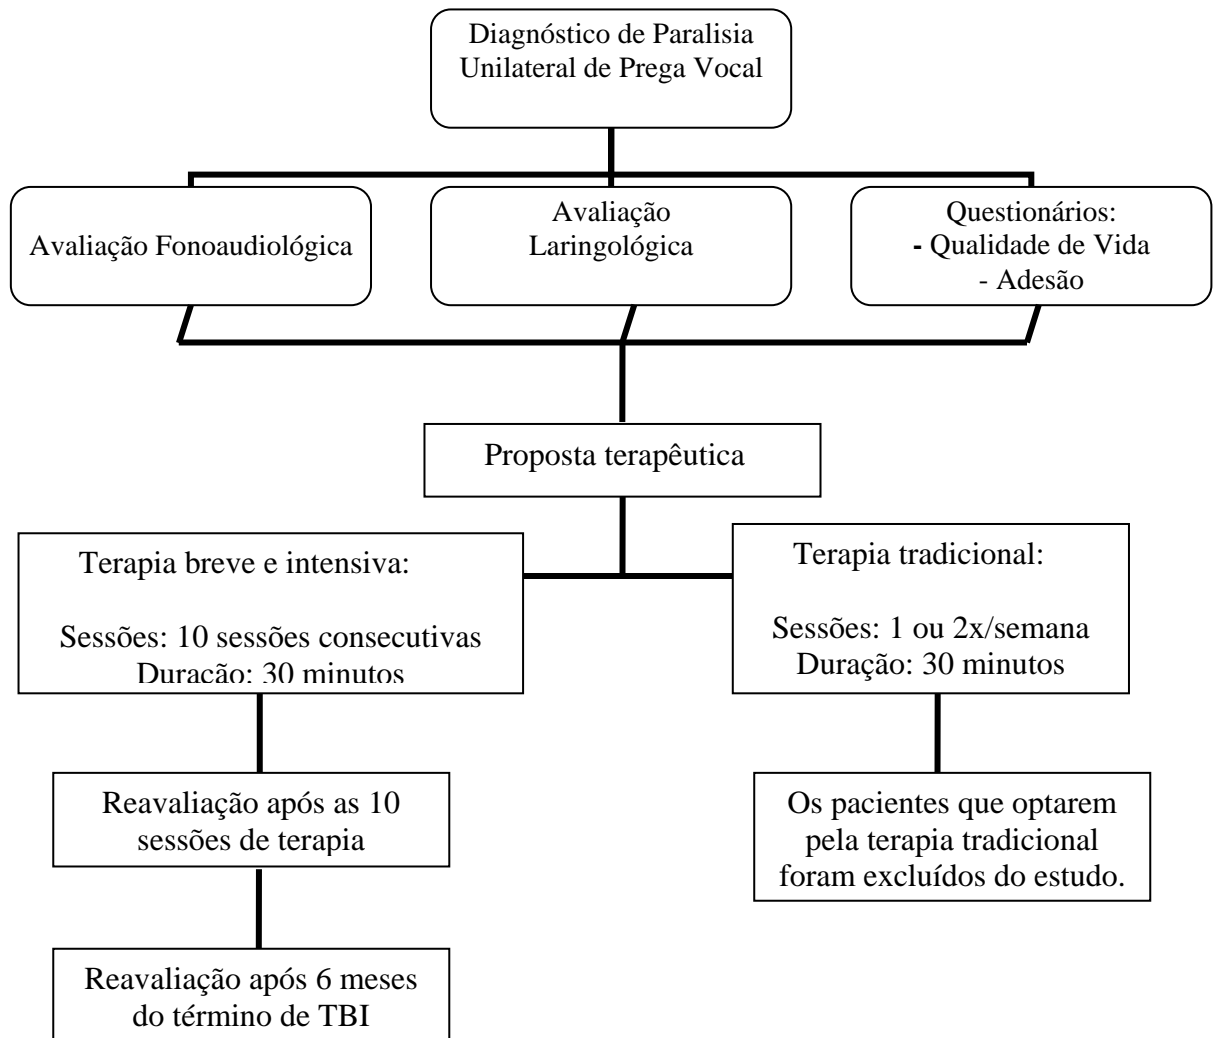 Diagnóstico de Paralisia
Unilateral de Prega Vocal
Avaliação Fonoaudiológica
Avaliação
Laringológica
Questionários:
- Qualidade de Vida
- Adesão
Proposta terapêutica
Terapia breve e intensiva:
Sessões: 10 sessões consecutivas
Duração: 30 minutos
Terapia tradicional:
Sessões: 1 ou 2x/semana
Duração: 30 minutos
Reavaliação após as 10
sessões de terapia
Os pacientes que optarem
pela terapia tradicional
foram excluídos do estudo.
Reavaliação após 6 meses
do término de TBI